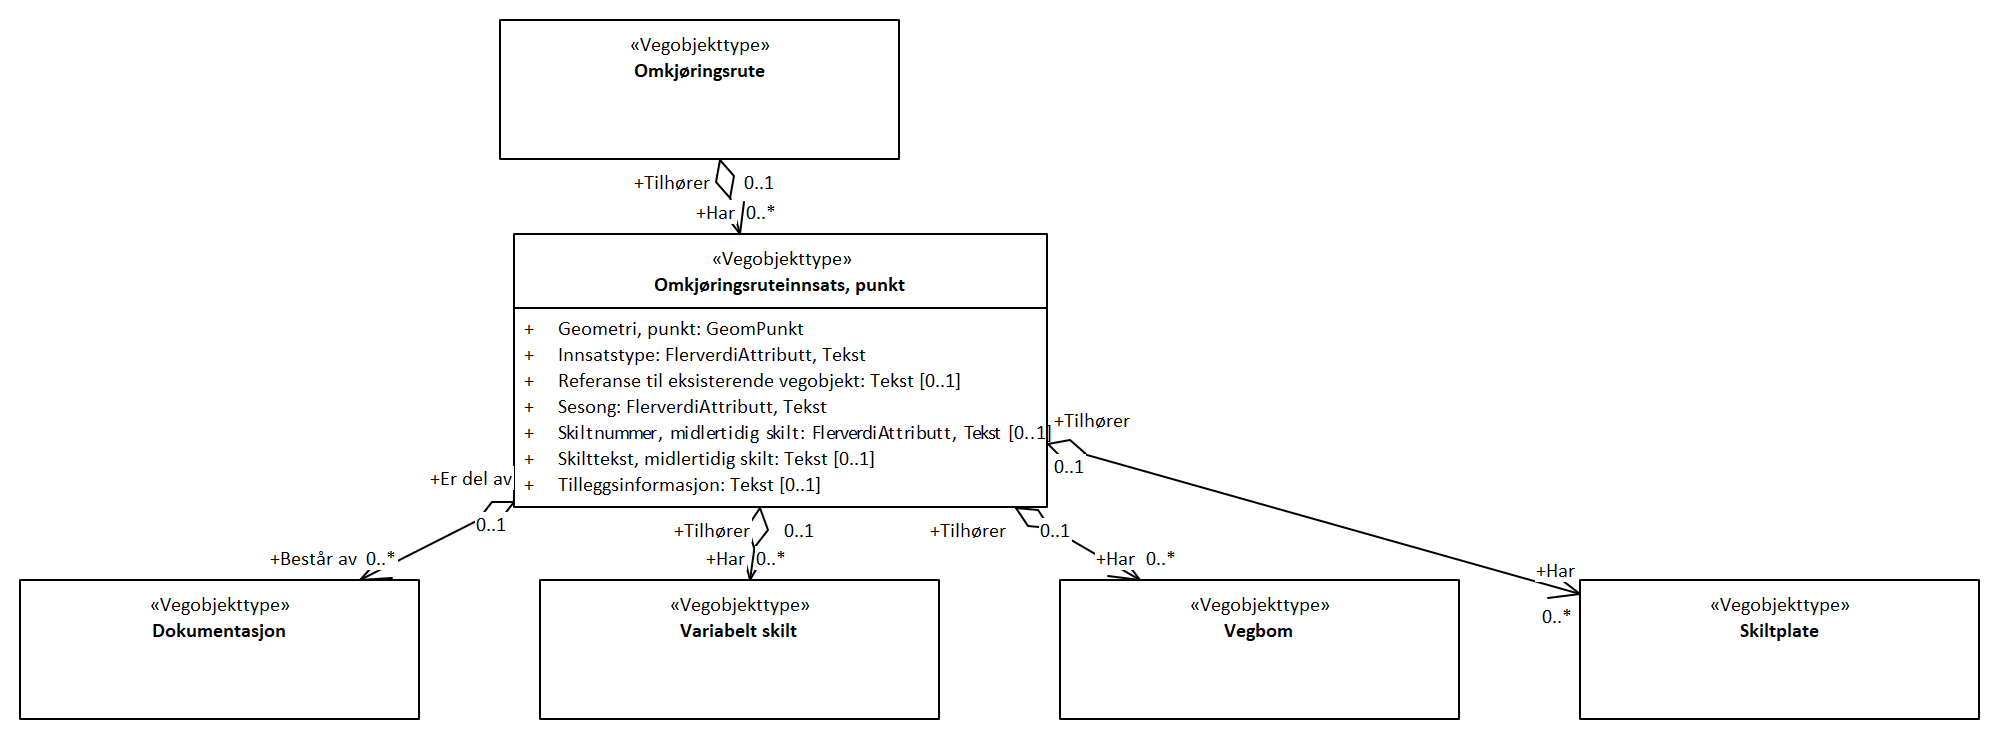 «Vegobjekttype»
Omkjøringsrute
+Tilhører 0..1
+Har 0..*
«Vegobjekttype»
Omkjøringsruteinnsats, punkt
+ Geometri, punkt: GeomPunkt
+ Innsatstype: FlerverdiAttributt, Tekst
+ Referanse til eksisterende vegobjekt: Tekst [0..1]
+ Sesong: FlerverdiAttributt, Tekst
+ Skiltnummer, midlertidig skilt: FlerverdiAttributt, Tekst [0..1]
+ Skilttekst, midlertidig skilt: Tekst [0..1]
+ Tilleggsinformasjon: Tekst [0..1]
+Tilhører
0..1
+Er del av
0..1
+Tilhører 0..1
+Tilhører 0..1
+Består av 0..*
+Har 0..*
+Har 0..*
+Har
0..*
«Vegobjekttype»
Dokumentasjon
«Vegobjekttype»
Variabelt skilt
«Vegobjekttype»
Vegbom
«Vegobjekttype»
Skiltplate